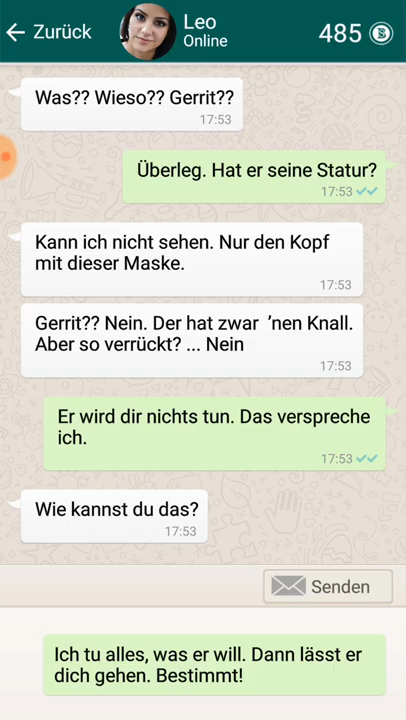 Zurück
Leo
Online
485
Was?? Wieso?? Gerrit??
17:53
Überleg. Hat er seine Statur?
17:53
Kann ich nicht sehen. Nur den Kopf
mit dieser Maske.
17:53
Gerrit?? Nein. Der hat zwar 'nen Knall.
Aber so verrückt? ... Nein
17:53
Er wird dir nichts tun. Das verspreche
ich.
17:53
Wie kannst du das?
17:53
Senden
Ich tu alles, was er will. Dann lässt er
dich gehen. Bestimmt!